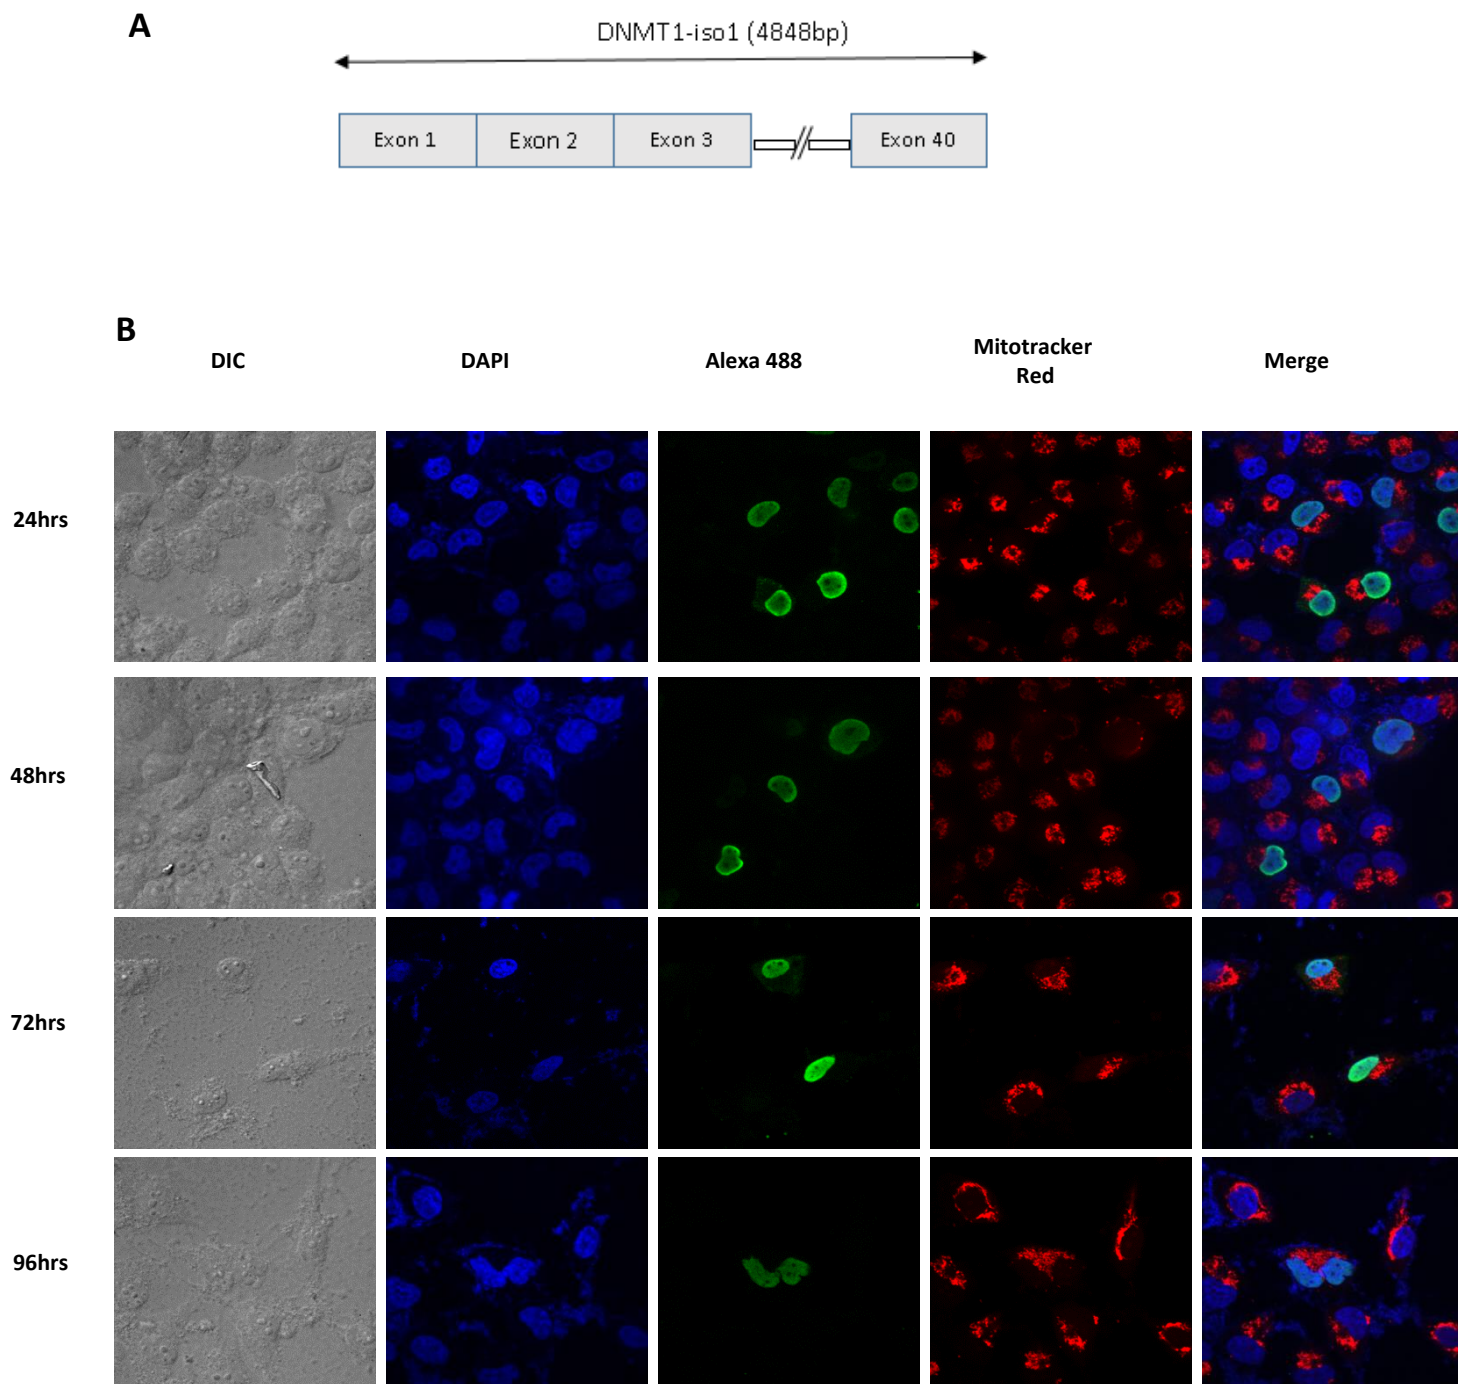 A
DNMT1-iso1 (4848bp)
Exon 1 Exon 2 Exon 3 Exon 40
B
DIC DAPI Alexa 488 Mitotracker Red Merge
24hrs
48hrs
72hrs
96hrs